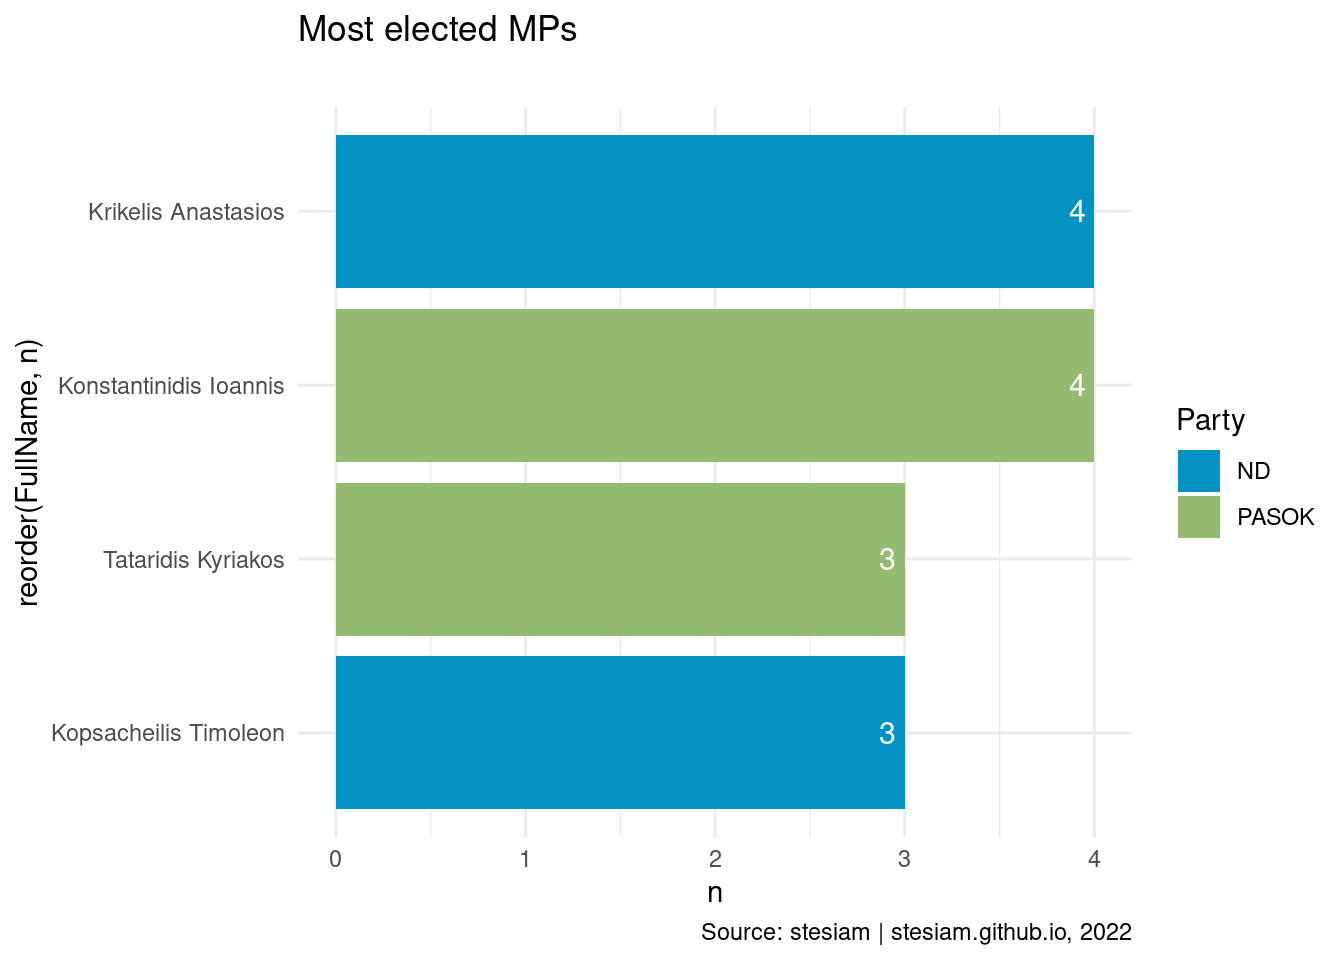 Most elected MPs
reorder(FullName, n)
Krikelis Anastasios
4
Konstantinidis Ioannis
4
Tataridis Kyriakos
3
Kopsacheilis Timoleon
3
0 1 2 3 4
n
Party
ND
PASOK
Source: stesiam | stesiam.github.io, 2022